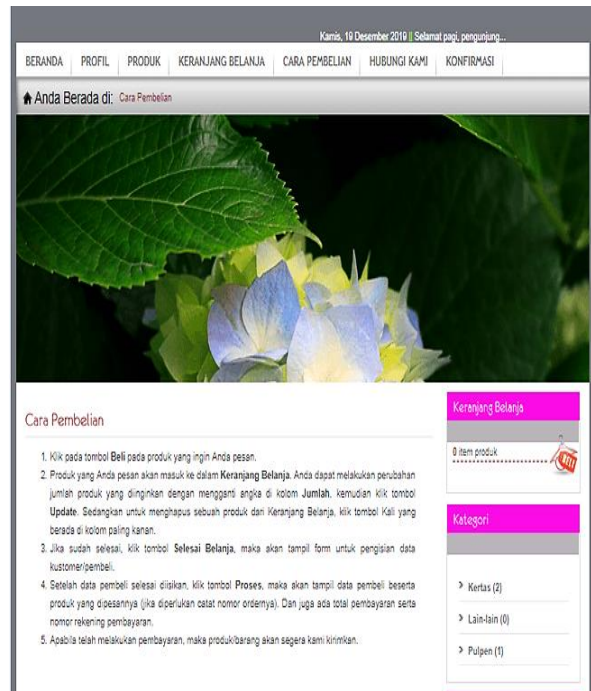 Kamis, 19 Desember 2019 || Selamat pagi, pengunjung...
BERANDA PROFIL PRODUK KERANJANG BELANJA CARA PEMBELIAN HUBUNGI KAMI KONFIRMASI
Anda Berada di: Cara Pembelian
Cara Pembelian
1. Klik pada tombol Beli pada produk yang ingin Anda pesan.
2. Produk yang Anda pesan akan masuk ke dalam Keranjang Belanja. Anda dapat melakukan perubahan
jumlah produk yang diinginkan dengan mengganti angka di kolom Jumlah, kemudian klik tombol
Update. Sedangkan untuk menghapus sebuah produk dari Keranjang Belanja, klik tombol Kali yang
berada di kolom paling kanan.
3. Jika sudah selesai, klik tombol Selesai Belanja, maka akan tampil form untuk pengisian data
kustomer/pembeli.
4. Setelah data pembeli selesai diisikan, klik tombol Proses, maka akan tampil data pembeli beserta
produk yang dipesannya (jika diperlukan catat nomor ordernya). Dan juga ada total pembayaran serta
nomor rekening pembayaran.
5. Apabila telah melakukan pembayaran, maka produk/barang akan segera kami kirimkan.
Keranjang Belanja
0 item produk
BELI
Kategori
> Kertas (2)
> Lain-lain (0)
> Pulpen (1)